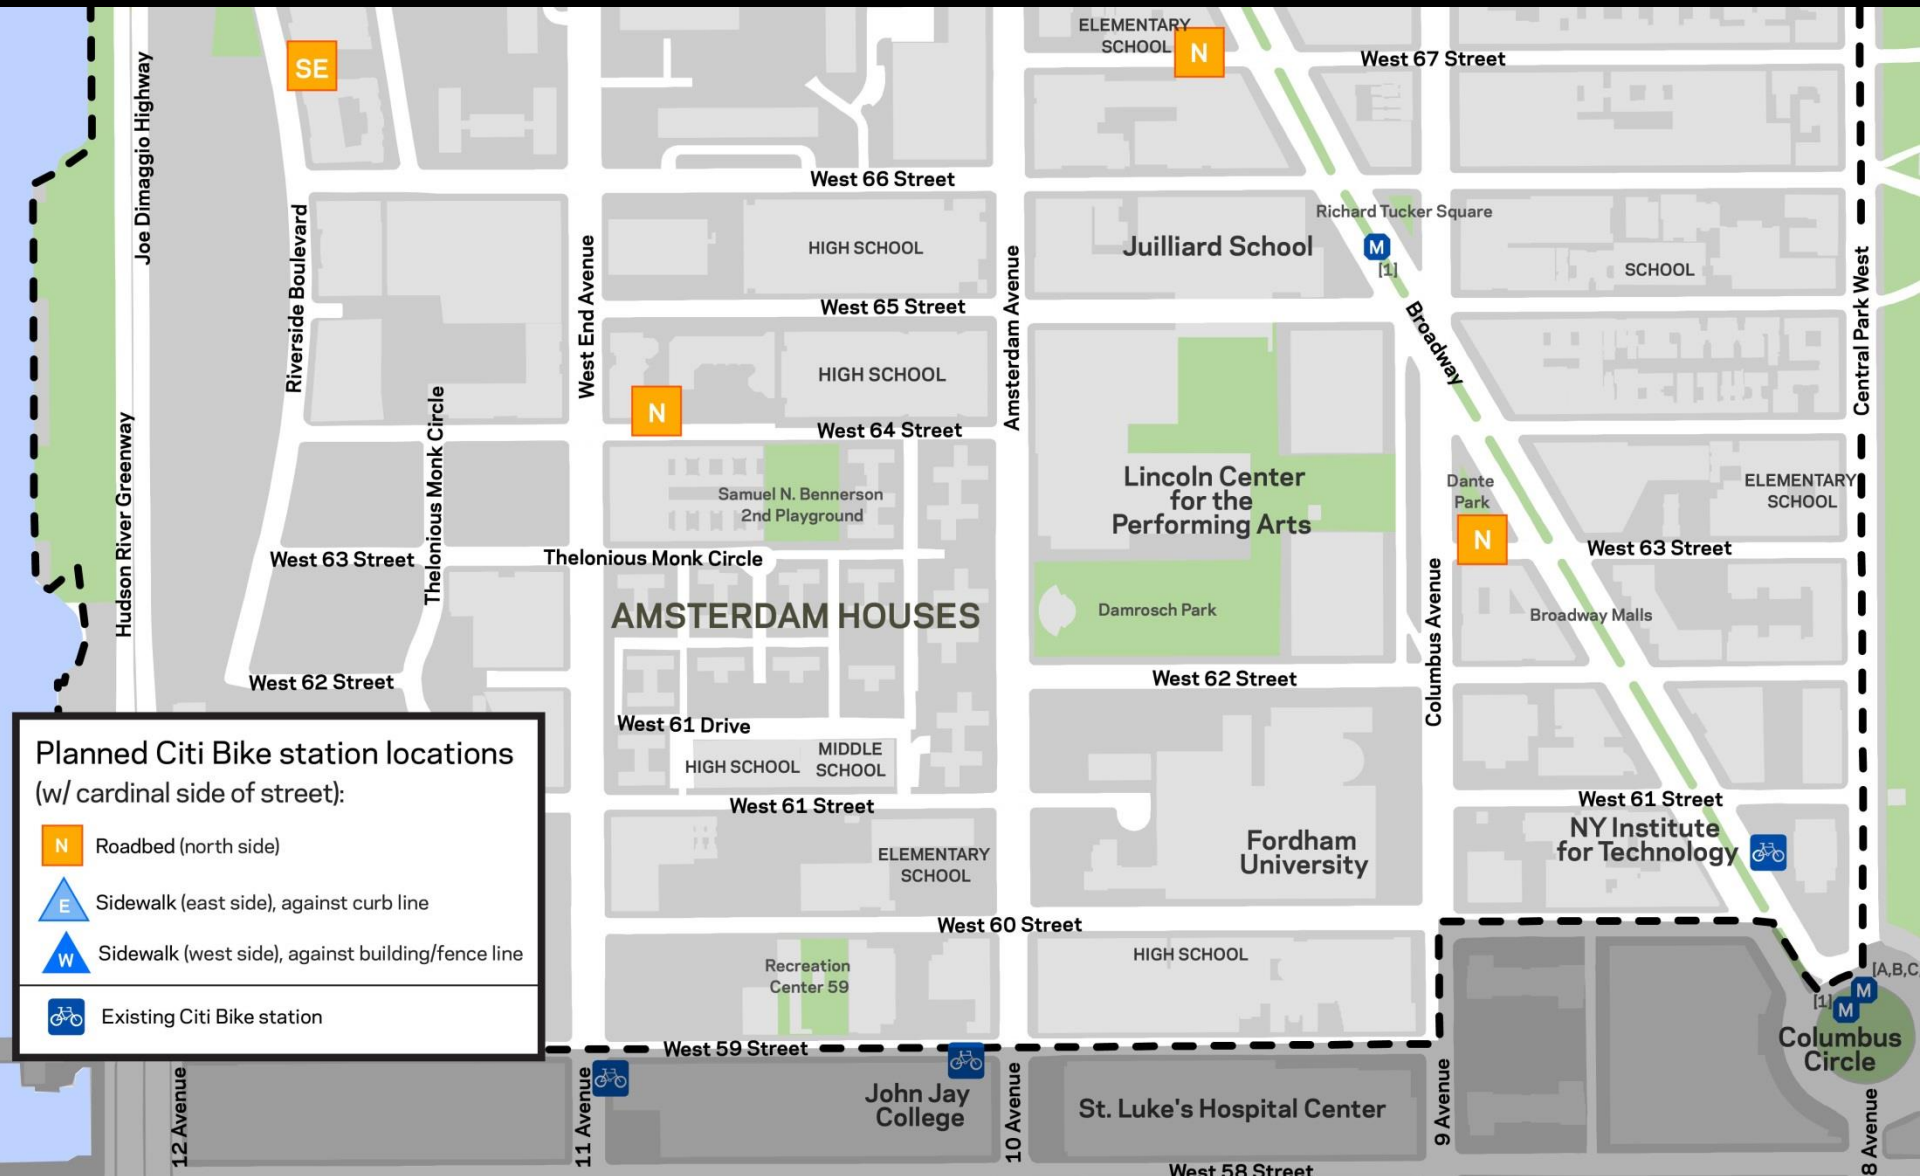 ELEMENTARY
SCHOOL
N
West 67 Street
SE
Joe Dimaggio Highway
West 66 Street
Richard Tucker Square
Juilliard School
M
[1]
HIGH SCHOOL
SCHOOL
Riverside Boulevard
West End Avenue
Amsterdam Avenue
Central Park West
West 65 Street
Broadway
HIGH SCHOOL
N
West 64 Street
Thelonious Monk Circle
Hudson River Greenway
Samuel N. Bennerson
2nd Playground
Lincoln Center
for the
Performing Arts
Dante
Park
N
ELEMENTARY
SCHOOL
West 63 Street
Thelonious Monk Circle
West 63 Street
AMSTERDAM HOUSES
Damrosch Park
Columbus Avenue
Broadway Malls
West 62 Street
West 62 Street
West 61 Drive
HIGH SCHOOL
MIDDLE
SCHOOL
West 61 Street
West 61 Street
NY Institute
for Technology
Fordham
University
ELEMENTARY
SCHOOL
West 60 Street
HIGH SCHOOL
Recreation
Center 59
[A,B,C
M
[1]
M
Columbus
Circle
West 59 Street
John Jay
College
St. Luke's Hospital Center
12 Avenue
11 Avenue
10 Avenue
9 Avenue
8 Avenue
West 58 Street
Planned Citi Bike station locations
(w/ cardinal side of street):
N Roadbed (north side)
E Sidewalk (east side), against curb line
W Sidewalk (west side), against building/fence line
Existing Citi Bike station